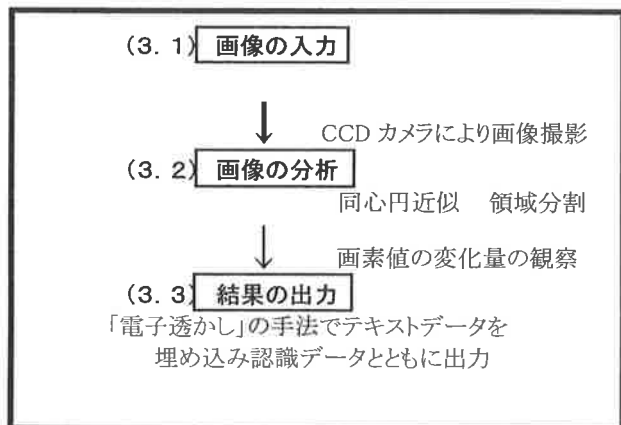 (3. 1) 画像の入力
CCD カメラにより画像撮影
(3. 2) 画像の分析
同心円近似 領域分割
画素値の変化量の観察
(3. 3) 結果の出力
「電子透かし」の手法でテキストデータを
埋め込み認識データとともに出力